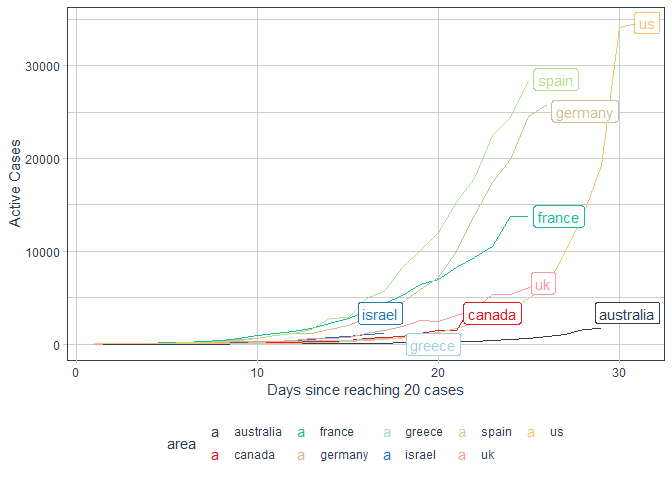 us
30000
spain
germany
20000
Active Cases
france
10000
uk
israel
canada
australia
greece
0
0 10 20 30
Days since reaching 20 cases
area
a australia a france a greece a spain a us
a canada a germany a israel a uk